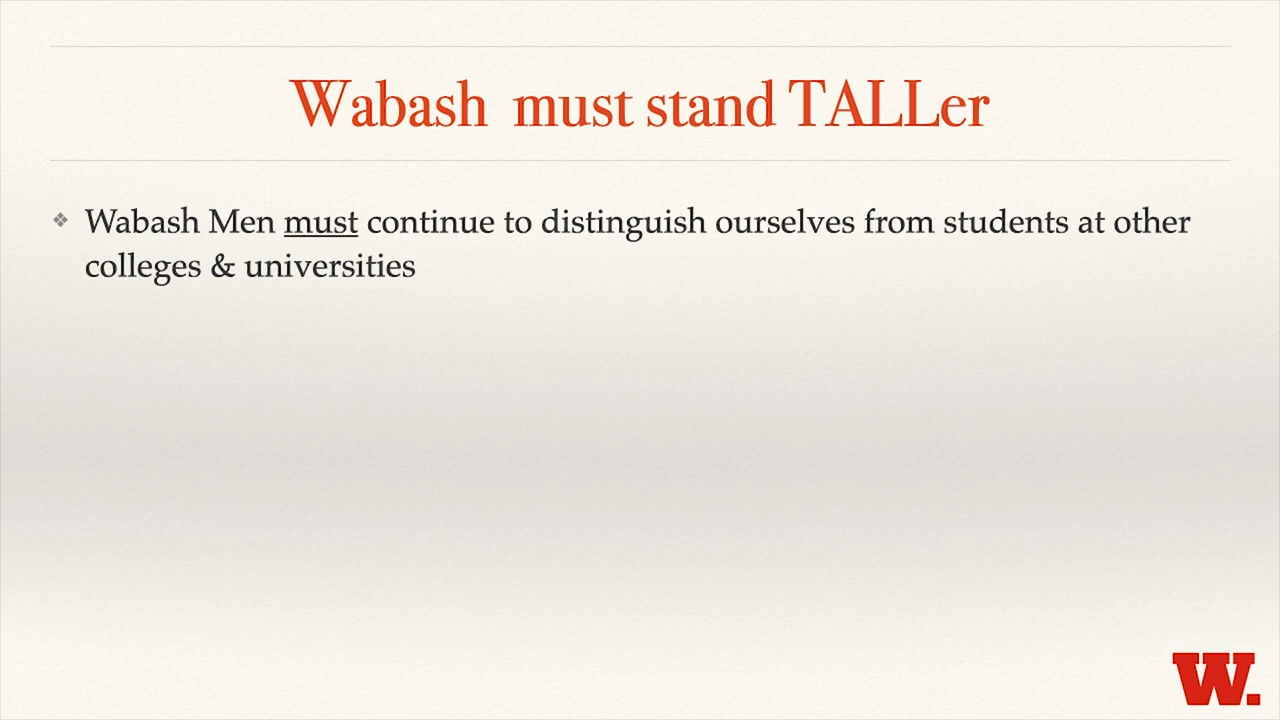 Wabash  must stand TALLer
Wabash Men must continue to distinguish ourselves from students at other
colleges & universities
W.